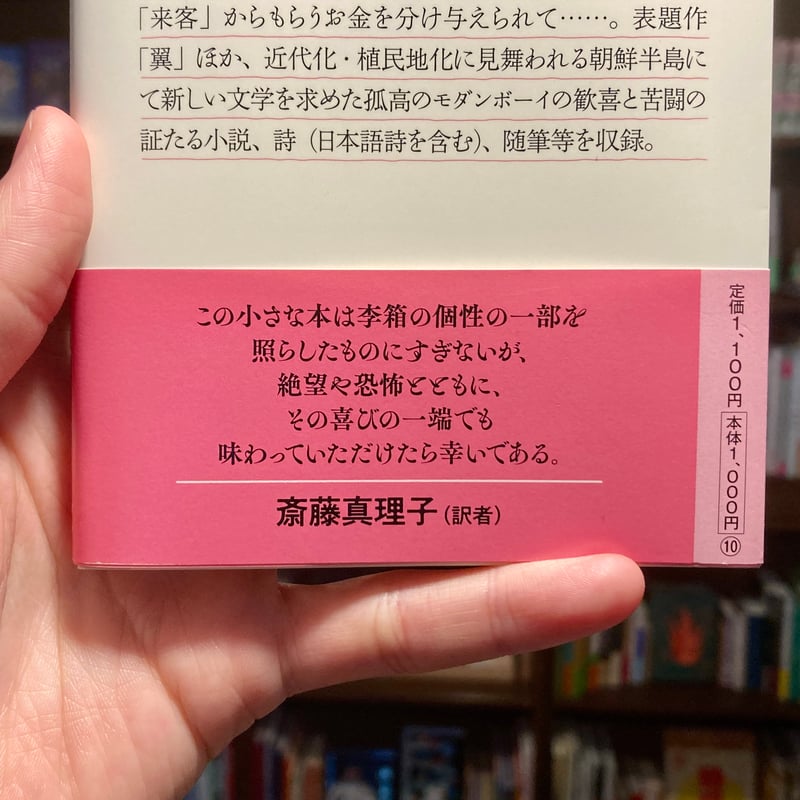 「来客」からもらうお金を分け与えられて……。表題作
「翼」ほか、近代化・植民地化に見舞われる朝鮮半島に
て新しい文学を求めた孤高のモダンボーイの歓喜と苦闘の
証たる小説、詩（日本語詩を含む）、随筆等を収録。
この小さな本は李箱の個性の一部を
照らしたものにすぎないが、
絶望や恐怖とともに、
その喜びの一端でも
味わっていただけたら幸いである。
斎藤真理子（訳者）
定価1、100円
本体1、000円
⑩